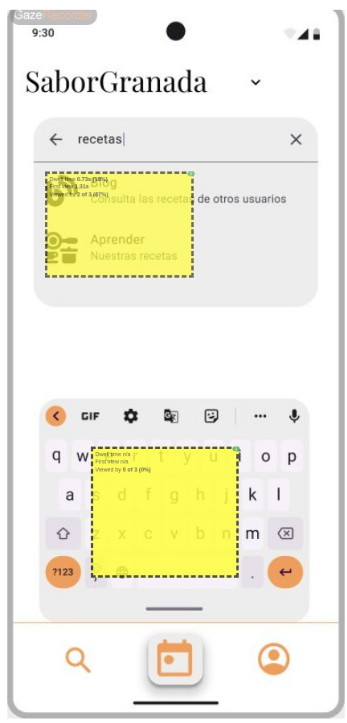 GazeRecorder
9:30
SaborGranada
recetas
Dwell time 0.73s (18%)
First view 1.31s
Viewed by 2 of 3 (67%)
Blog
Consulta las recetas de otros usuarios
Aprender
Nuestras recetas
GIF
Dwell time n/a
First view n/a
Viewed by 0 of 3 (0%)
q w r t y u o p
a s d f g h j k l
z x c v b n m
?123 , .